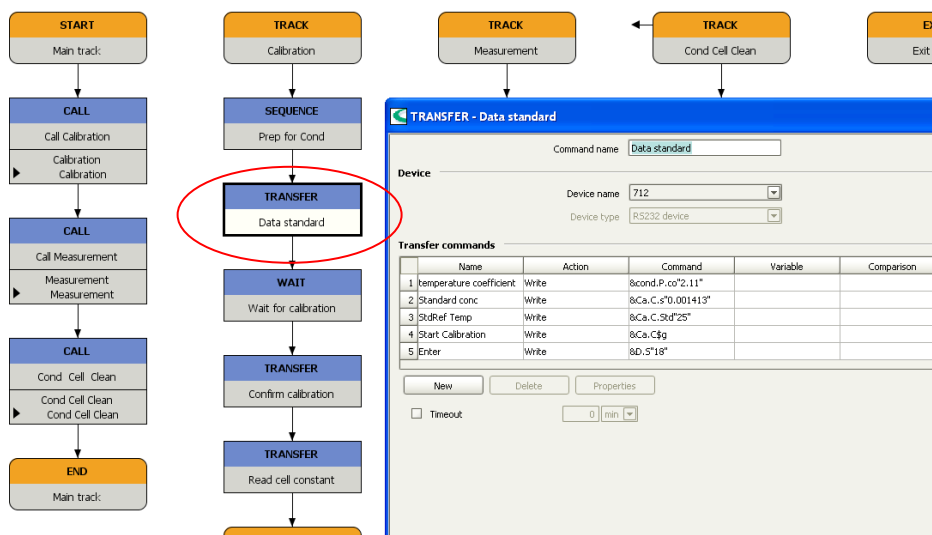 START
Main track
CALL
Call Calibration
Calibration
Calibration
CALL
Call Measurement
Measurement
Measurement
CALL
Cond Cell Clean
Cond Cell Clean
Cond Cell Clean
END
Main track
TRACK
Calibration
SEQUENCE
Prep for Cond
TRANSFER
Data standard
WAIT
Wait for calibration
TRANSFER
Confirm calibration
TRANSFER
Read cell constant
TRACK
Measurement
TRACK
Cond Cell Clean
Exit
TRANSFER - Data standard
Command name Data standard
Device
Device name 712
Device type RS232 device
Transfer commands
Name Action Command Variable Comparison
1 temperature coefficient Write &cond.P.co"2.11"
2 Standard conc Write &Ca.C.s"0.001413"
3 StdRef Temp Write &Ca.C.Std"25"
4 Start Calibration Write &Ca.C$g
5 Enter Write &D.S"18"
New Delete Properties
Timeout 0 min